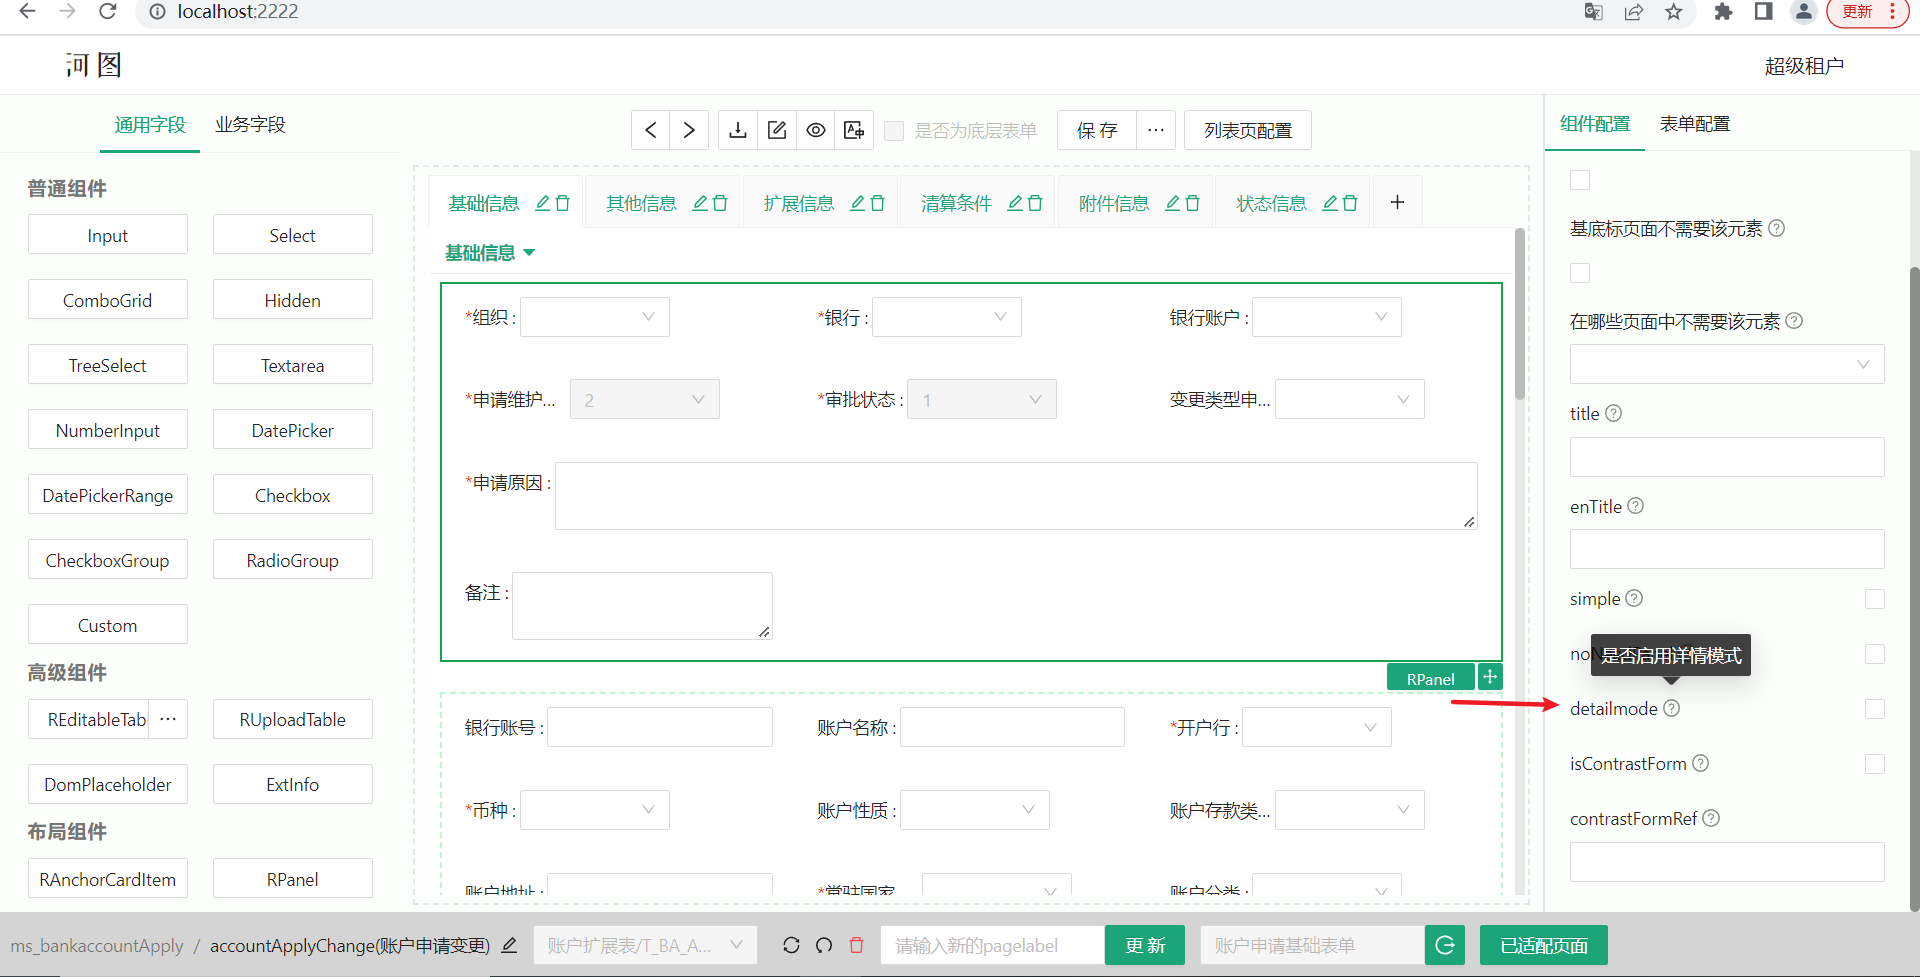 localhost:2222
更新
河图
超级租户
通用字段
业务字段
是否为底层表单
保 存
列表页配置
组件配置
表单配置
普通组件
Input
Select
ComboGrid
Hidden
TreeSelect
Textarea
NumberInput
DatePicker
DatePickerRange
Checkbox
CheckboxGroup
RadioGroup
Custom
高级组件
REditableTab
...
RUploadTable
DomPlaceholder
ExtInfo
布局组件
RAnchorCardItem
RPanel
基础信息
其他信息
扩展信息
清算条件
附件信息
状态信息
基础信息
*组织 :
*银行 :
银行账户 :
*申请维护...
2
*审批状态 :
1
变更类型申...
*申请原因 :
备注 :
RPanel
银行账号 :
账户名称 :
*开户行 :
*币种 :
账户性质 :
账户存款类...
账户地址 :
*常驻国家
账户分类 :
基底标页面不需要该元素
在哪些页面中不需要该元素
title
enTitle
simple
是否启用详情模式
detailmode
isContrastForm
contrastFormRef
ms_bankaccountApply / accountApplyChange(账户申请变更)
账户扩展表/T_BA_A...
请输入新的pagelabel
更 新
账户申请基础表单
已适配页面